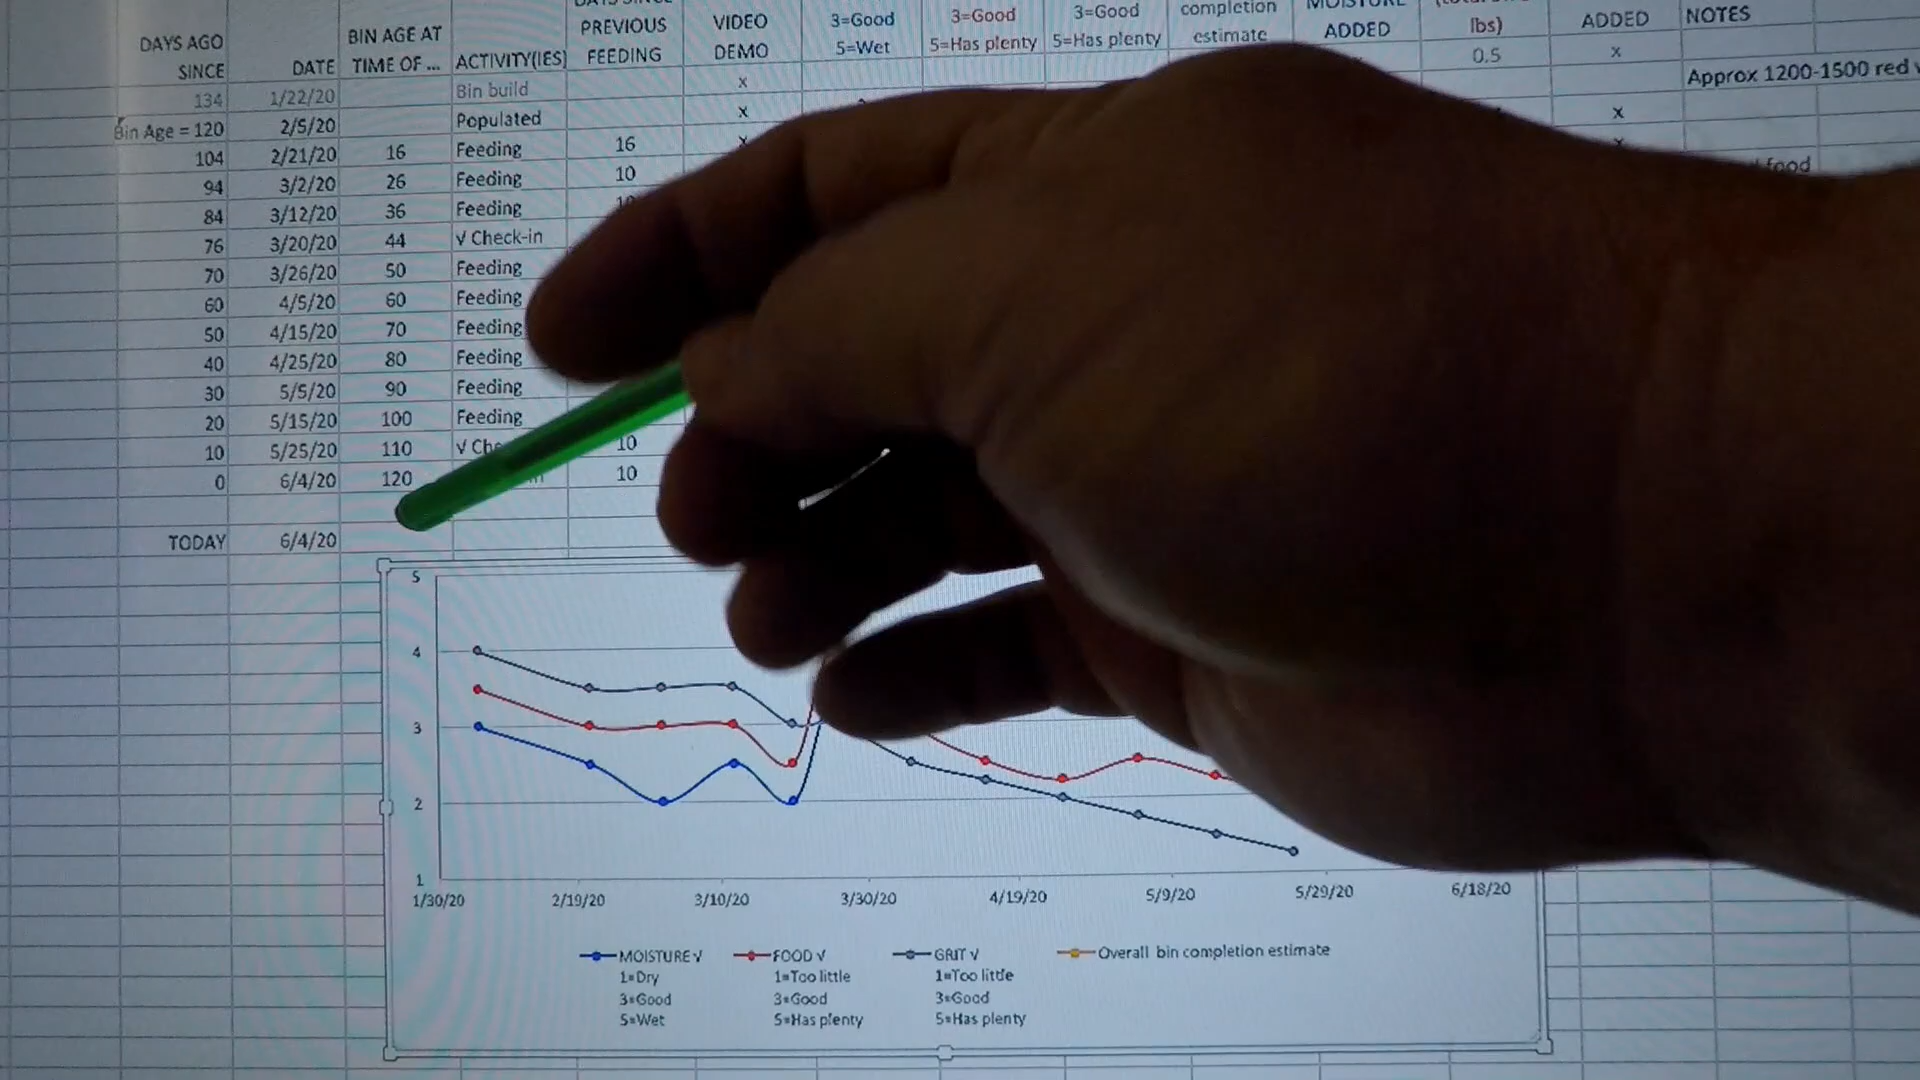 DAYS AGO SINCE
DATE
BIN AGE AT TIME OF ...
ACTIVITY(IES)
PREVIOUS FEEDING
VIDEO DEMO
3=Good
5=Wet
3=Good
5=Has plenty
3=Good
5=Has plenty
completion estimate
ADDED
lbs)
ADDED
NOTES
0.5 x
134 1/22/20 Bin build x
Approx 1200-1500 red
Bin Age = 120 2/5/20 Populated x x
104 2/21/20 16 Feeding 16 x
94 3/2/20 26 Feeding 10
food
84 3/12/20 36 Feeding 10
76 3/20/20 44 √ Check-in
70 3/26/20 50 Feeding
60 4/5/20 60 Feeding
50 4/15/20 70 Feeding
40 4/25/20 80 Feeding
30 5/5/20 90 Feeding
20 5/15/20 100 Feeding
10 5/25/20 110 √ Che 10
0 6/4/20 120 10
TODAY 6/4/20
5
4
3
2
1
1/30/20 2/19/20 3/10/20 3/30/20 4/19/20 5/9/20 5/29/20 6/18/20
MOISTURE √
1=Dry
3=Good
5=Wet
FOOD √
1=Too little
3=Good
5=Has plenty
GRIT √
1=Too little
3=Good
5=Has plenty
Overall bin completion estimate